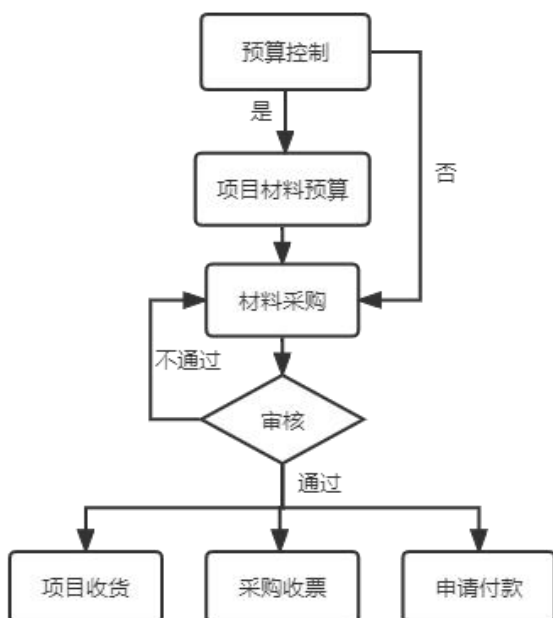 预算控制
是
否
项目材料预算
材料采购
不通过
审核
通过
项目收货
采购收票
申请付款